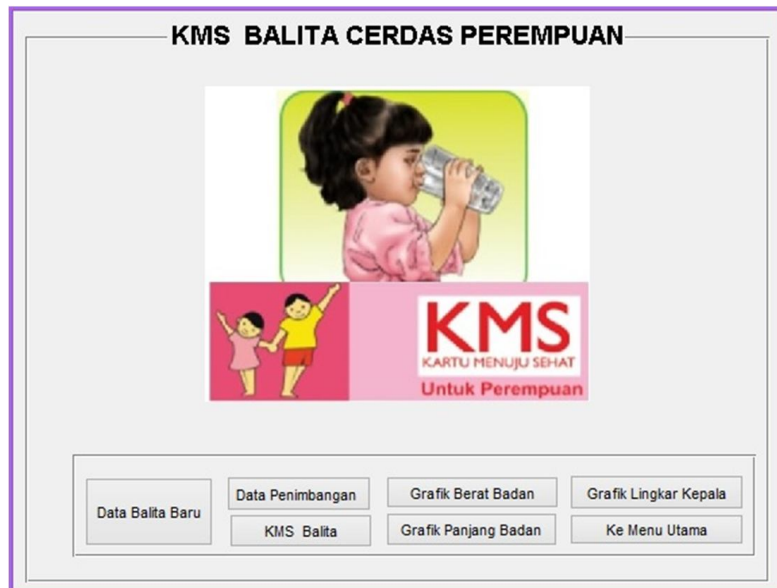 KMS  BALITA CERDAS PEREMPUAN
KMS
KARTU MENUJU SEHAT
Untuk Perempuan
Data Balita Baru
Data Penimbangan
Grafik Berat Badan
Grafik Lingkar Kepala
KMS  Balita
Grafik Panjang Badan
Ke Menu Utama